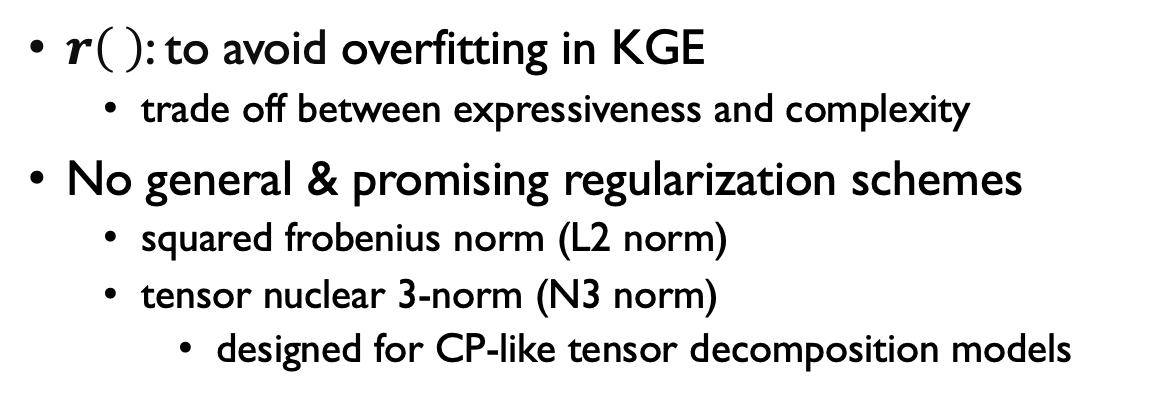 • r( ): to avoid overfitting in KGE
• trade off between expressiveness and complexity
• No general & promising regularization schemes
• squared frobenius norm (L2 norm)
• tensor nuclear 3-norm (N3 norm)
• designed for CP-like tensor decomposition models